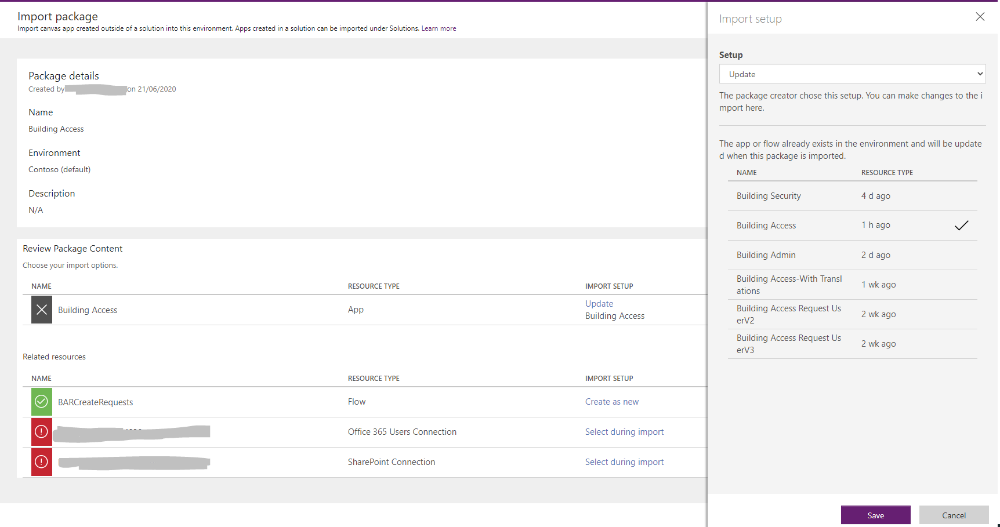 Import package
Import canvas app created outside of a solution into this environment. Apps created in a solution can be imported under Solutions. Learn more
Package details
Created by on 21/06/2020
Name
Building Access
Environment
Contoso (default)
Description
N/A
Review Package Content
Choose your import options.
NAME RESOURCE TYPE IMPORT SETUP
Building Access App Update
Building Access
Related resources
NAME RESOURCE TYPE IMPORT SETUP
BARCreateRequests Flow Create as new
Office 365 Users Connection Select during import
SharePoint Connection Select during import
Import setup
Setup
Update
The package creator chose this setup. You can make changes to the i
mport here.
The app or flow already exists in the environment and will be update
d when this package is imported.
NAME RESOURCE TYPE
Building Security 4 d ago
Building Access 1 h ago
Building Admin 2 d ago
Building Access-With Transl
ations 1 wk ago
Building Access Request Us
erV2 2 wk ago
Building Access Request Us
erV3 2 wk ago
Save Cancel